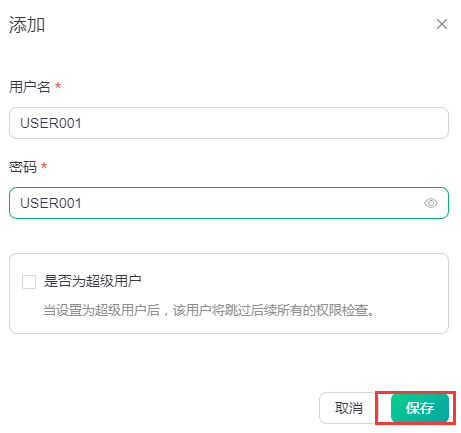 添加
用户名 *
USER001
密码 *
USER001
是否为超级用户
当设置为超级用户后，该用户将跳过后续所有的权限检查。
取消 保存